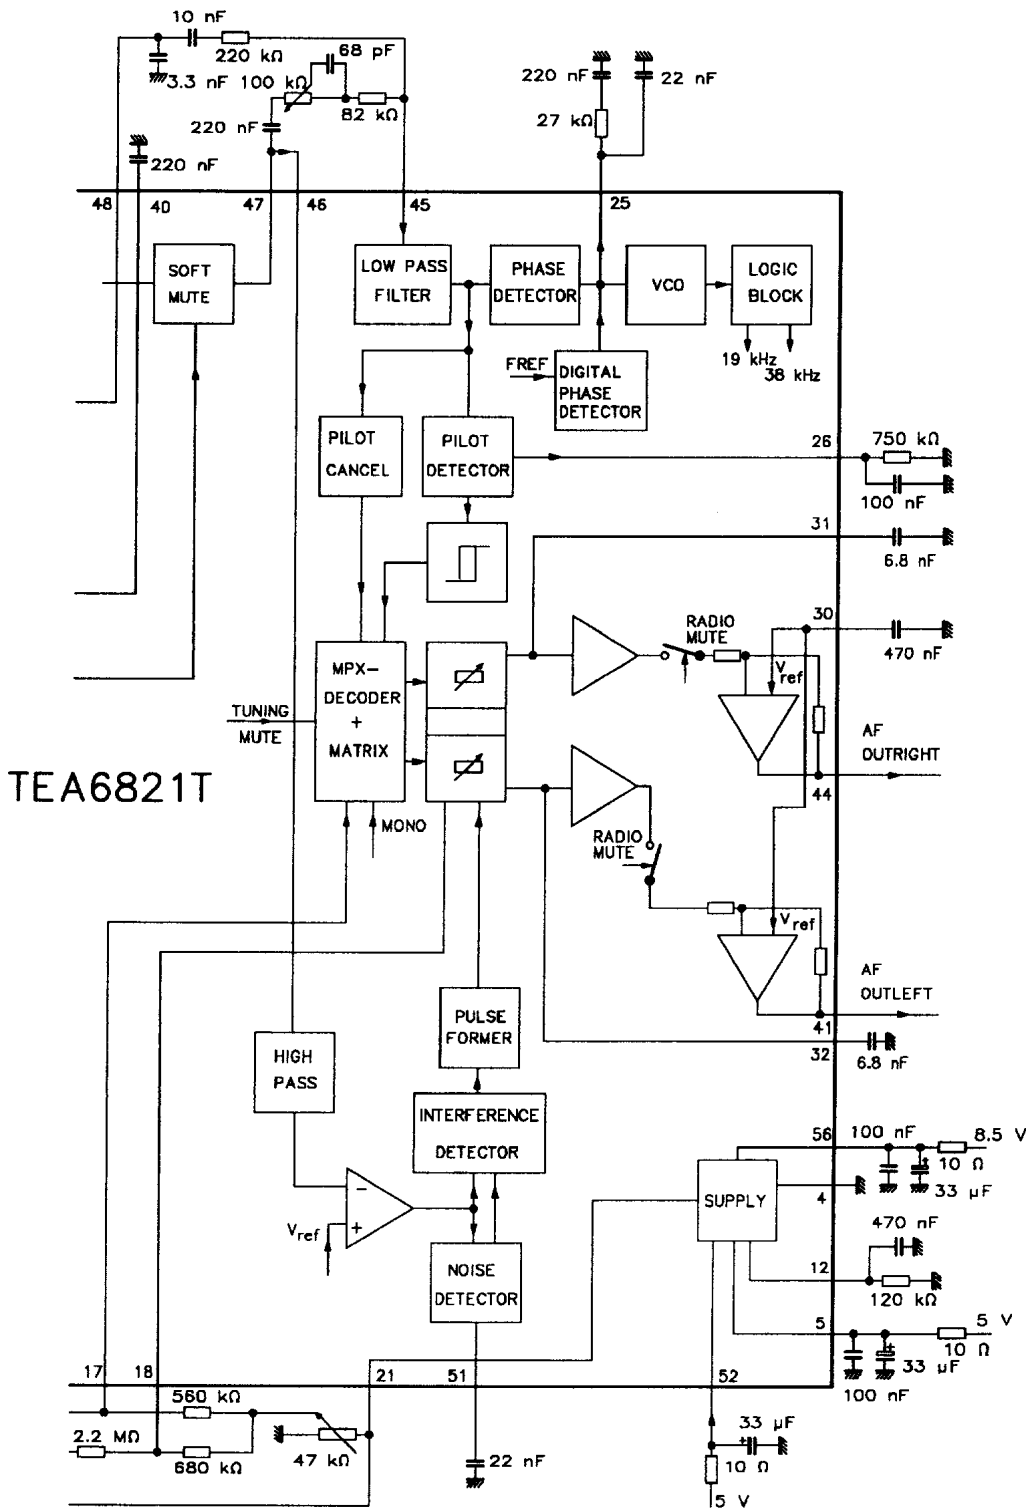 10 nF
220 kΩ
68 pF
3.3 nF
100 kΩ
82 kΩ
220 nF
220 nF
220 nF
22 nF
27 kΩ
48
40
47
46
45
25
SOFT
MUTE
LOW PASS
FILTER
PHASE
DETECTOR
VCO
LOGIC
BLOCK
19 kHz
38 kHz
FREF
DIGITAL
PHASE
DETECTOR
PILOT
CANCEL
PILOT
DETECTOR
26
750 kΩ
100 nF
31
6.8 nF
30
470 nF
RADIO
MUTE
Vref
MPX-
DECODER
+
MATRIX
TUNING
MUTE
AF
OUTRIGHT
44
TEA6821T
MONO
RADIO
MUTE
Vref
AF
OUTLEFT
41
32
6.8 nF
PULSE
FORMER
HIGH
PASS
INTERFERENCE
DETECTOR
−
+
Vref
NOISE
DETECTOR
SUPPLY
56
100 nF
8.5 V
10 Ω
33 µF
4
470 nF
12
120 kΩ
5
5 V
10 Ω
+
33 µF
100 nF
17
18
21
51
52
560 kΩ
2.2 MΩ
680 kΩ
47 kΩ
22 nF
33 µF
+
10 Ω
5 V